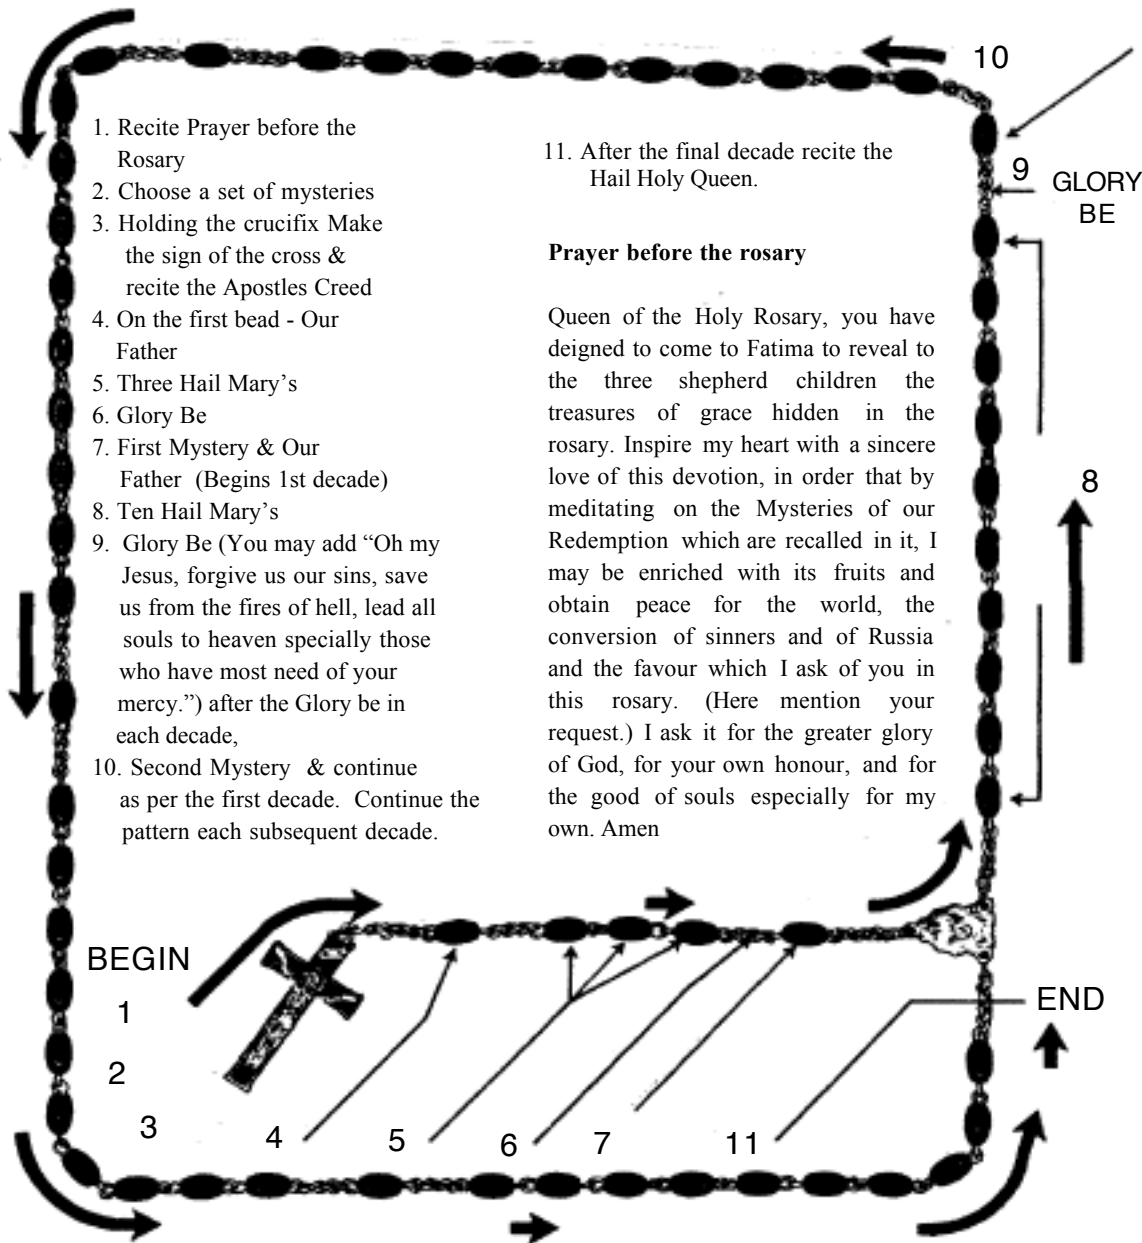 1. Recite Prayer before the
Rosary
2. Choose a set of mysteries
3. Holding the crucifix Make
the sign of the cross &
recite the Apostles Creed
4. On the first bead - Our
Father
5. Three Hail Mary's
6. Glory Be
7. First Mystery & Our
Father (Begins 1st decade)
8. Ten Hail Mary's
9. Glory Be (You may add “Oh my
Jesus, forgive us our sins, save
us from the fires of hell, lead all
souls to heaven specially those
who have most need of your
mercy.”) after the Glory be in
each decade,
10. Second Mystery & continue
as per the first decade. Continue the
pattern each subsequent decade.
11. After the final decade recite the
Hail Holy Queen.
Prayer before the rosary
Queen of the Holy Rosary, you have
deigned to come to Fatima to reveal to
the three shepherd children the
treasures of grace hidden in the
rosary. Inspire my heart with a sincere
love of this devotion, in order that by
meditating on the Mysteries of our
Redemption which are recalled in it, I
may be enriched with its fruits and
obtain peace for the world, the
conversion of sinners and of Russia
and the favour which I ask of you in
this rosary. (Here mention your
request.) I ask it for the greater glory
of God, for your own honour, and for
the good of souls especially for my
own. Amen
10
9
GLORY
BE
8
BEGIN
1
2
3
4
5
6
7
11
END